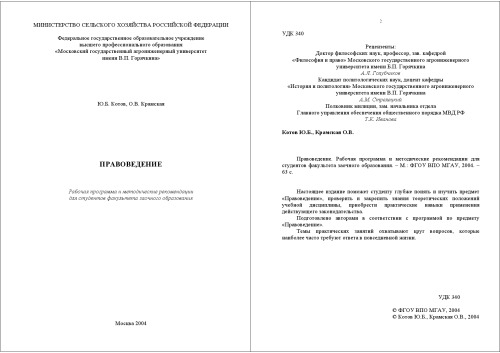 МИНИСТЕРСТВО СЕЛЬСКОГО ХОЗЯЙСТВА РОССИЙСКОЙ ФЕДЕРАЦИИ
Федеральное государственное образовательное учреждение
высшего профессионального образования
«Московский государственный агроинженерный университет
имени В.П. Горячкина»
Ю.Б. Котов, О.В. Крамская
ПРАВОВЕДЕНИЕ
Рабочая программа и методические рекомендации
для студентов факультета заочного образования
Москва 2004
2
УДК 340
Рецензенты:
Доктор философских наук, профессор, зав. кафедрой
«Философия и право» Московского государственного агроинженерного
университета имени В.П. Горячкина
А.Л. Голубчиков
Кандидат политологических наук, доцент кафедры
«История и политология» Московского государственного агроинженерного
университета имени В.П. Горячкина
А.М.
Полковник милиции, зам. начальника отдела
Главного управления обеспечения общественного порядка МВД РФ
Т.К. Иванова
Котов Ю.Б., Крамская О.В.
Правоведение. Рабочая программа и методические рекомендации для
студентов факультета заочного образования. – М.: ФГОУ ВПО МГАУ, 2004. –
63 с.
Настоящее издание поможет студенту глубже понять и изучить предмет
«Правоведение», проверить и закрепить знания теоретических положений
учебной дисциплины, приобрести практические навыки применения
действующего законодательства.
Подготовлено авторами в соответствии с программой по предмету
«Правоведение».
Темы практических занятий охватывают круг вопросов, которые
наиболее часто требуют ответа в повседневной жизни.
УДК 340
© ФГОУ ВПО МГАУ, 2004
© Котов Ю.Б., Крамская О.В., 2004